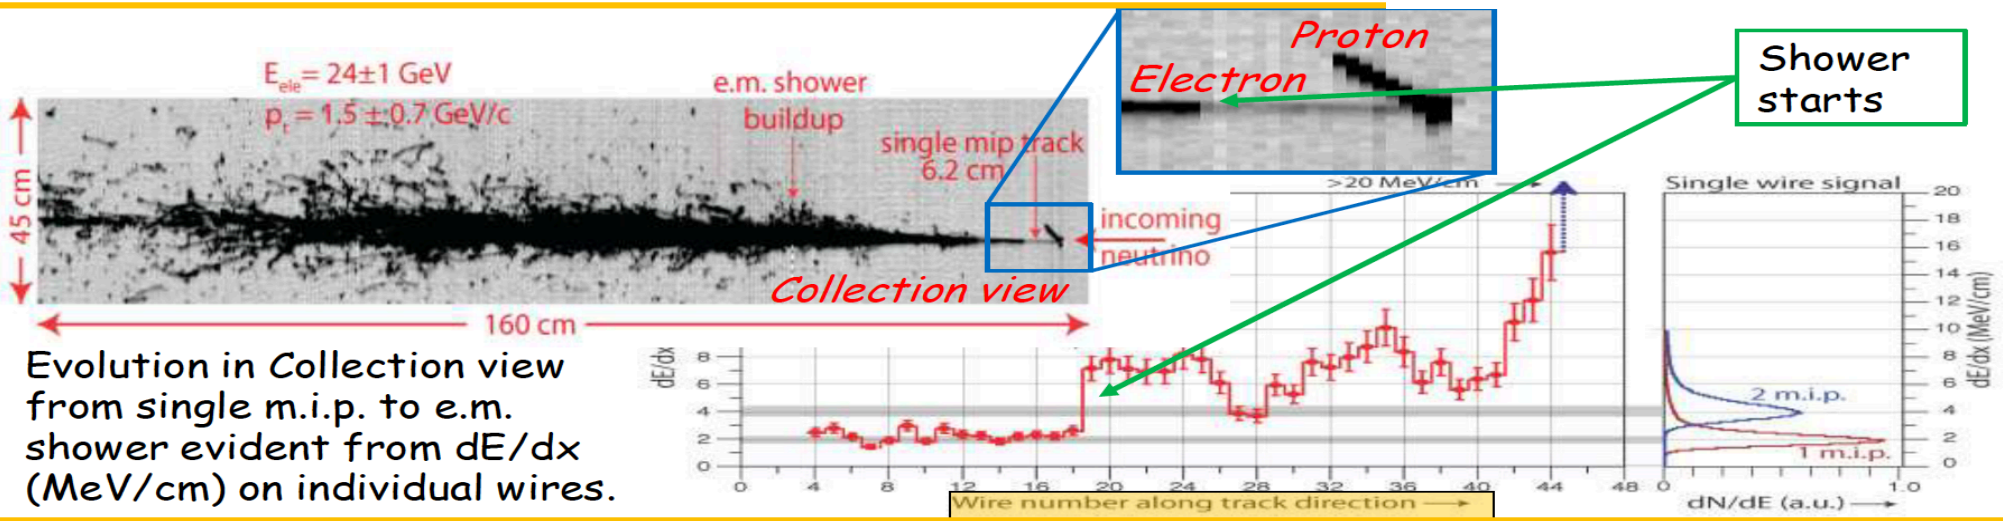 E_ele = 24±1 GeV
p_t = 1.5 ± 0.7 GeV/c
e.m. shower
buildup
single mip track
6.2 cm
45 cm
incoming
neutrino
Collection view
160 cm
Proton
Electron
Shower
starts
Evolution in Collection view
from single m.i.p. to e.m.
shower evident from dE/dx
(MeV/cm) on individual wires.
>20 MeV/cm
dE/dx
8
6
4
2
0
0 4 8 12 16 20 24 28 32 36 40 44 48
Wire number along track direction
Single wire signal
20
18
16
14
12
10
8
6
4
2
0
dE/dx (MeV/cm)
2 m.i.p.
1 m.i.p.
0 1.0
dN/dE (a.u.)